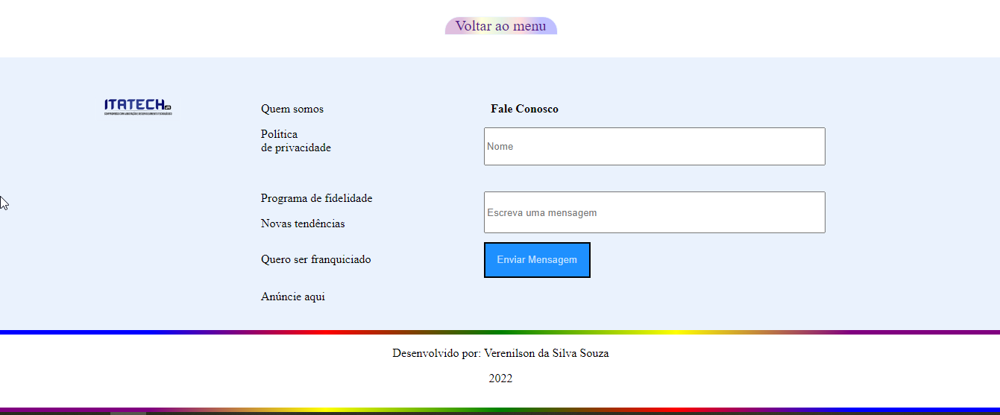 Voltar ao menu
ITATECH.JR
Quem somos
Fale Conosco
Política
de privacidade
Nome
Programa de fidelidade
Escreva uma mensagem
Novas tendências
Quero ser franquiciado
Enviar Mensagem
Anúncie aqui
Desenvolvido por: Verenilson da Silva Souza
2022